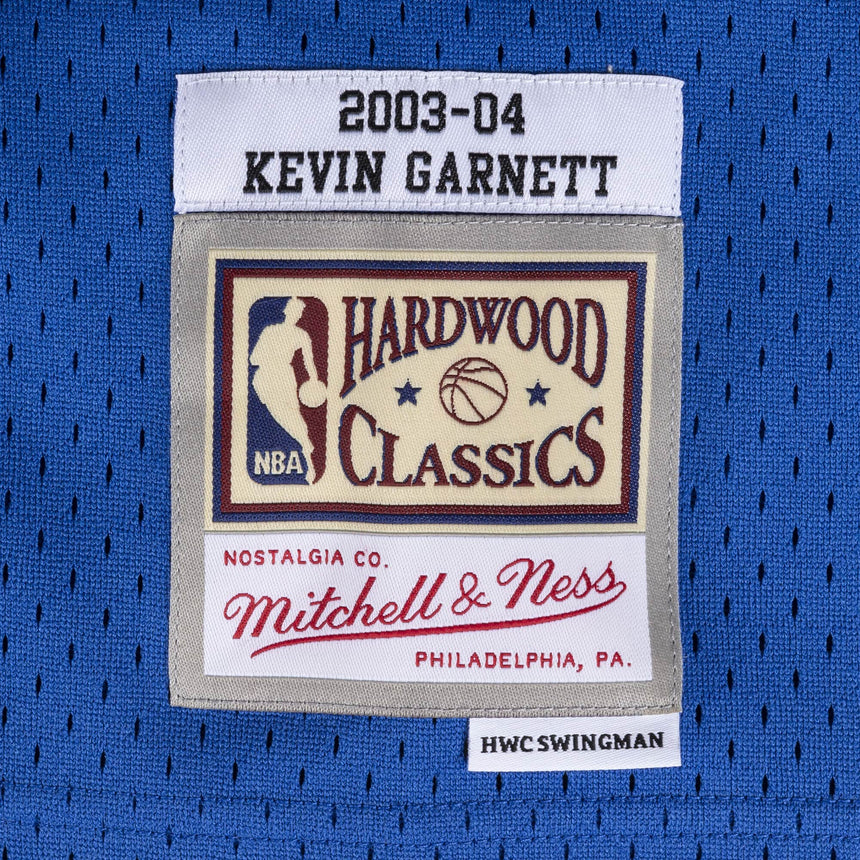 2003-04
KEVIN GARNETT
HARDWOOD
CLASSICS
NBA
NOSTALGIA CO.
Mitchell & Ness
PHILADELPHIA, PA.
HWC SWINGMAN